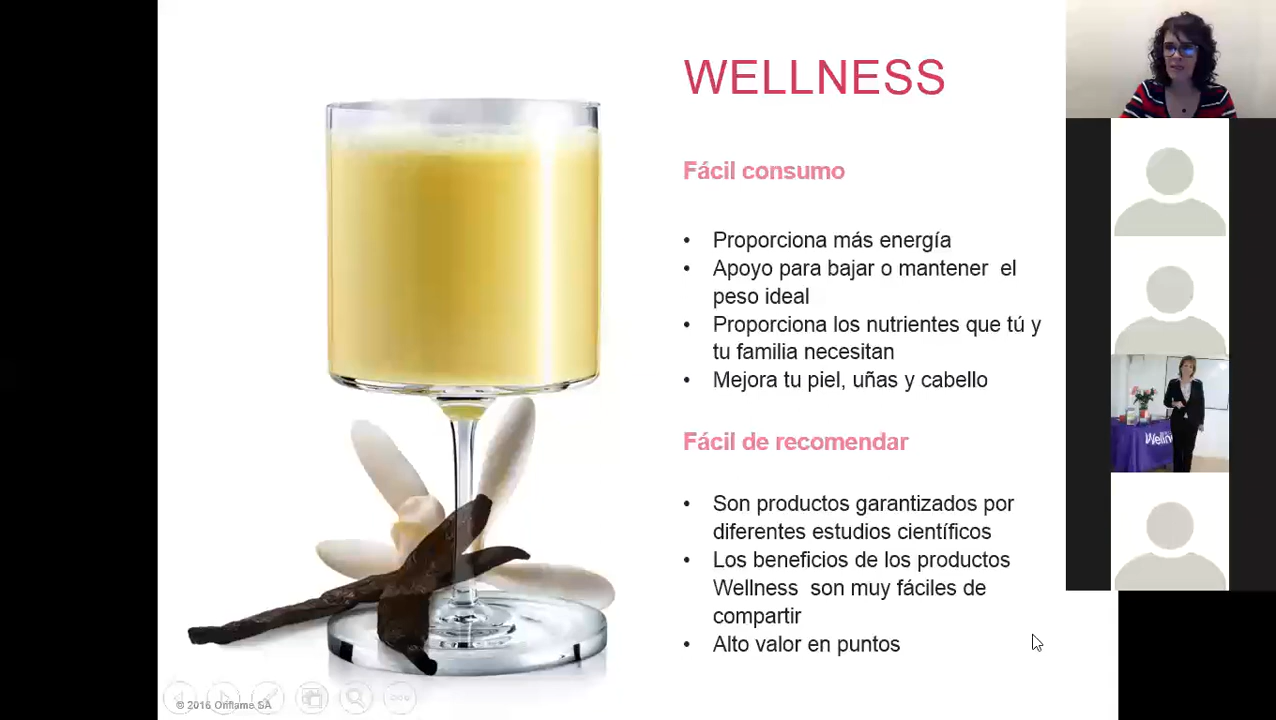 WELLNESS
Fácil consumo
• Proporciona más energía
• Apoyo para bajar o mantener el
peso ideal
• Proporciona los nutrientes que tú y
tu familia necesitan
• Mejora tu piel, uñas y cabello
Fácil de recomendar
• Son productos garantizados por
diferentes estudios científicos
• Los beneficios de los productos
Wellness son muy fáciles de
compartir
• Alto valor en puntos
© 2016 Oriflame SA